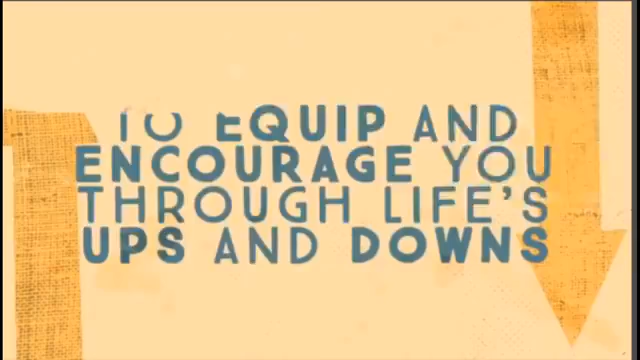 TO EQUIP AND
ENCOURAGE YOU
THROUGH LIFE'S
UPS AND DOWNS